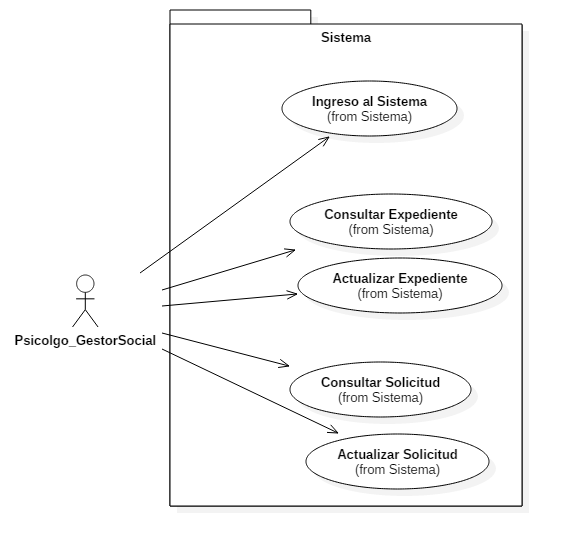 Sistema
Ingreso al Sistema
(from Sistema)
Consultar Expediente
(from Sistema)
Actualizar Expediente
(from Sistema)
Psicolgo_GestorSocial
Consultar Solicitud
(from Sistema)
Actualizar Solicitud
(from Sistema)